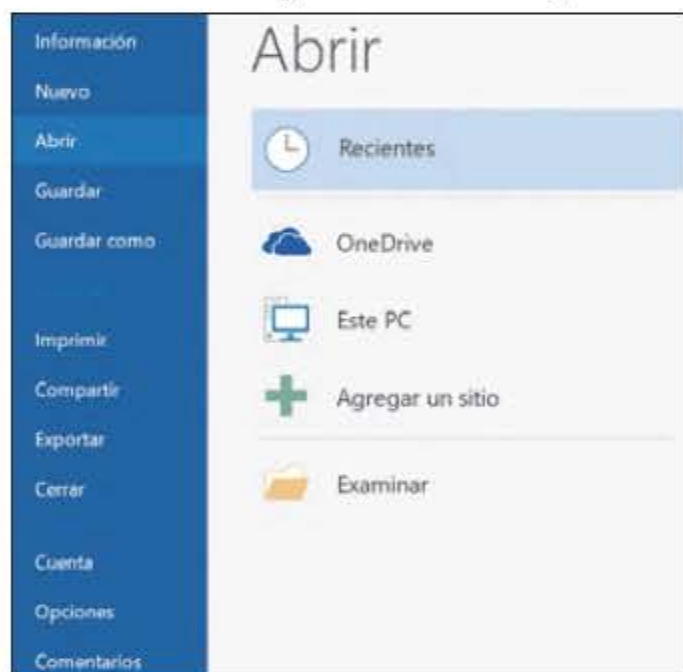 Información
Nuevo
Abrir
Guardar
Guardar como
Imprimir
Compartir
Exportar
Cerrar
Cuenta
Opciones
Comentarios
Abrir
Recientes
OneDrive
Este PC
Agregar un sitio
Examinar